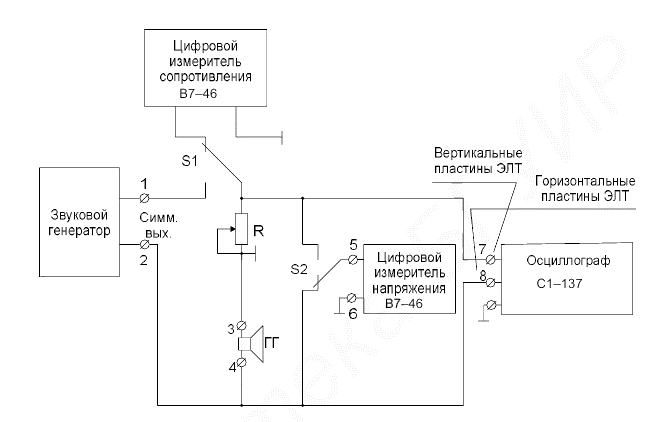 Цифровой
измеритель
сопротивления
В7–46
S1
Вертикальные
пластины ЭЛТ
Горизонтальные
пластины ЭЛТ
Звуковой
генератор
1
Симм.
вых.
2
R
S2
5
6
Цифровой
измеритель
напряжения
В7–46
7
8
Осциллограф
С1–137
3
ГГ
4